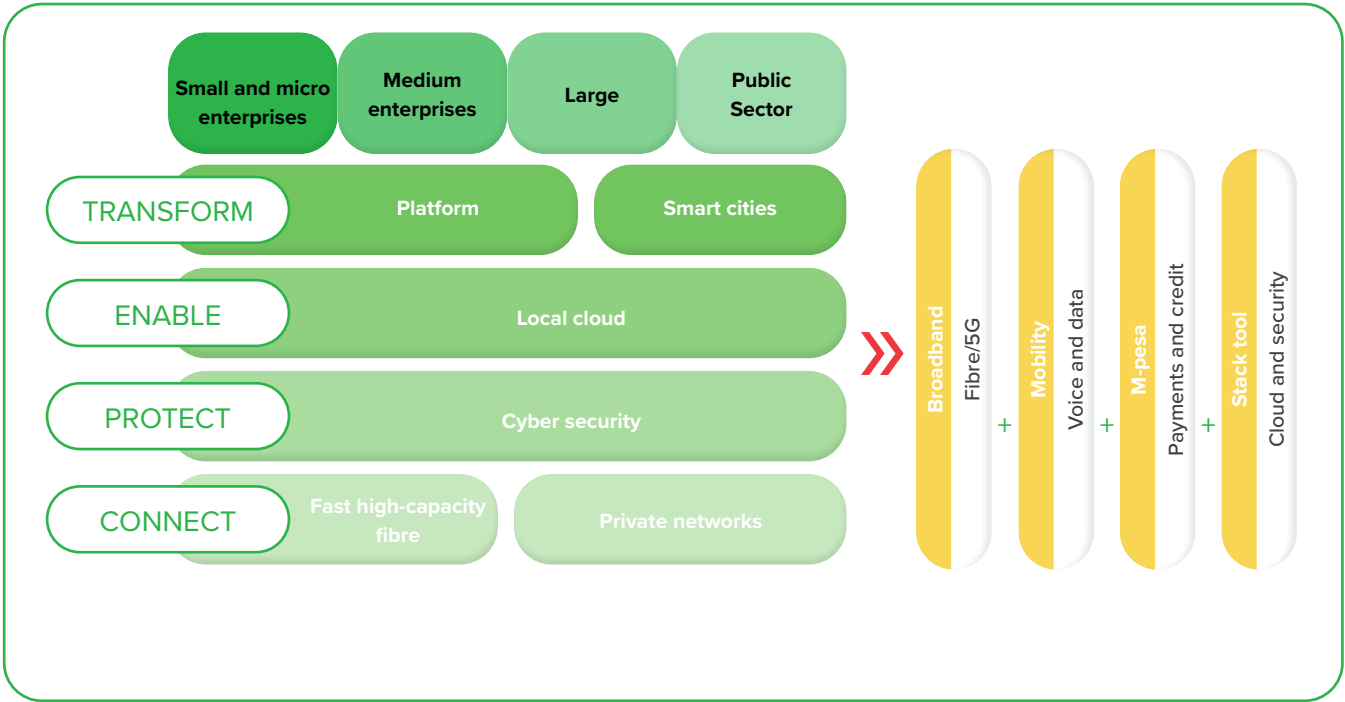 Small and micro
enterprises
Medium
enterprises
Large
Public
Sector
TRANSFORM
Platform
Smart cities
ENABLE
Local cloud
PROTECT
Cyber security
CONNECT
Fast high-capacity
fibre
Private networks
Broadband
Fibre/5G
+
Mobility
Voice and data
+
M-pesa
Payments and credit
+
Stack tool
Cloud and security